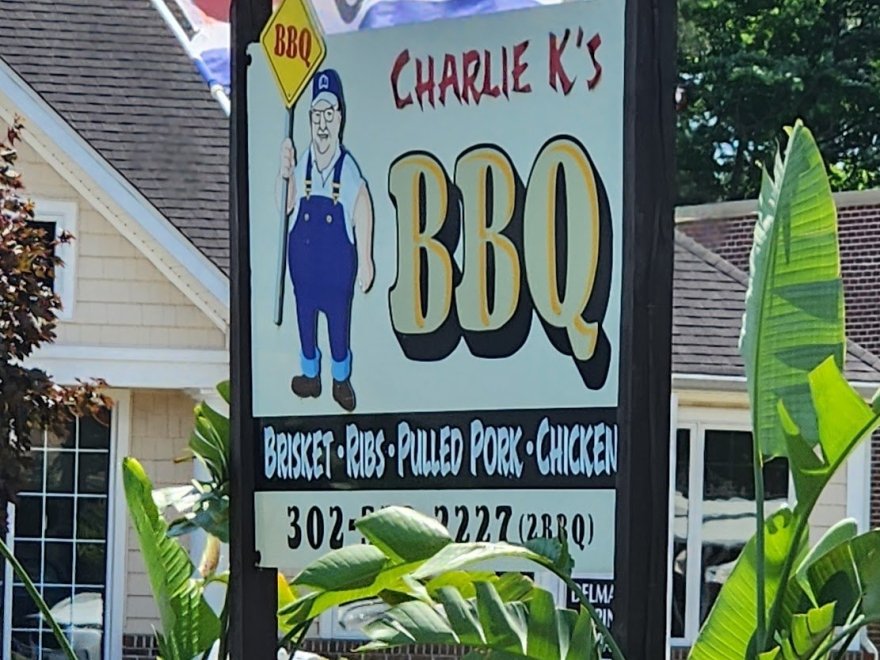 BBQ
CHARLIE K'S
BBQ
BRISKET · RIBS · PULLED PORK · CHICKEN
302- 2227 (2BBQ)